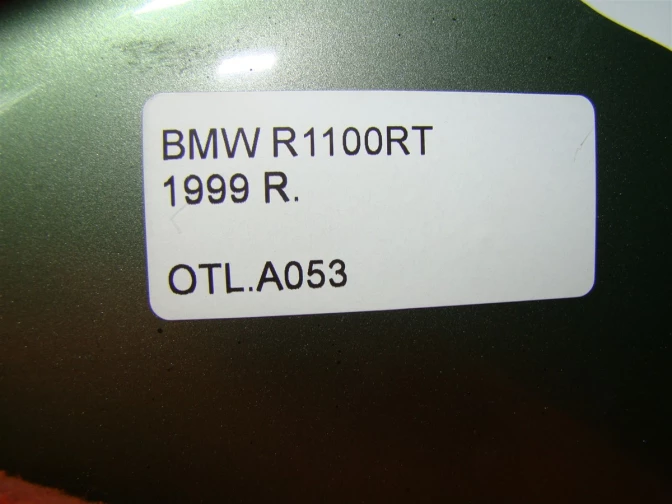 BMW R1100RT
1999 R.
OTL.A053